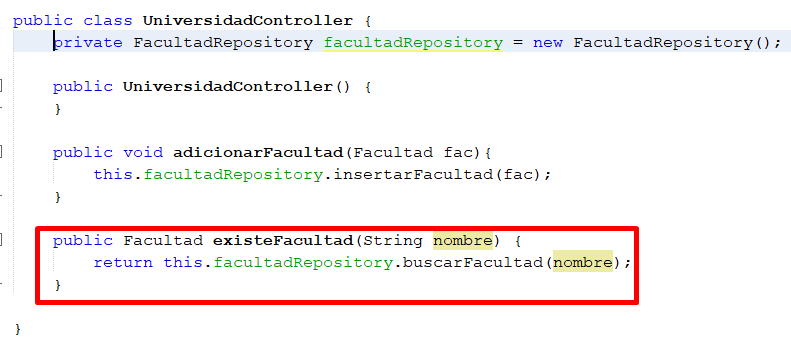 public class UniversidadController {
private FacultadRepository facultadRepository = new FacultadRepository();
public UniversidadController() {
}
public void adicionarFacultad(Facultad fac){
this.facultadRepository.insertarFacultad(fac);
}
public Facultad existeFacultad(String nombre) {
return this.facultadRepository.buscarFacultad(nombre);
}
}